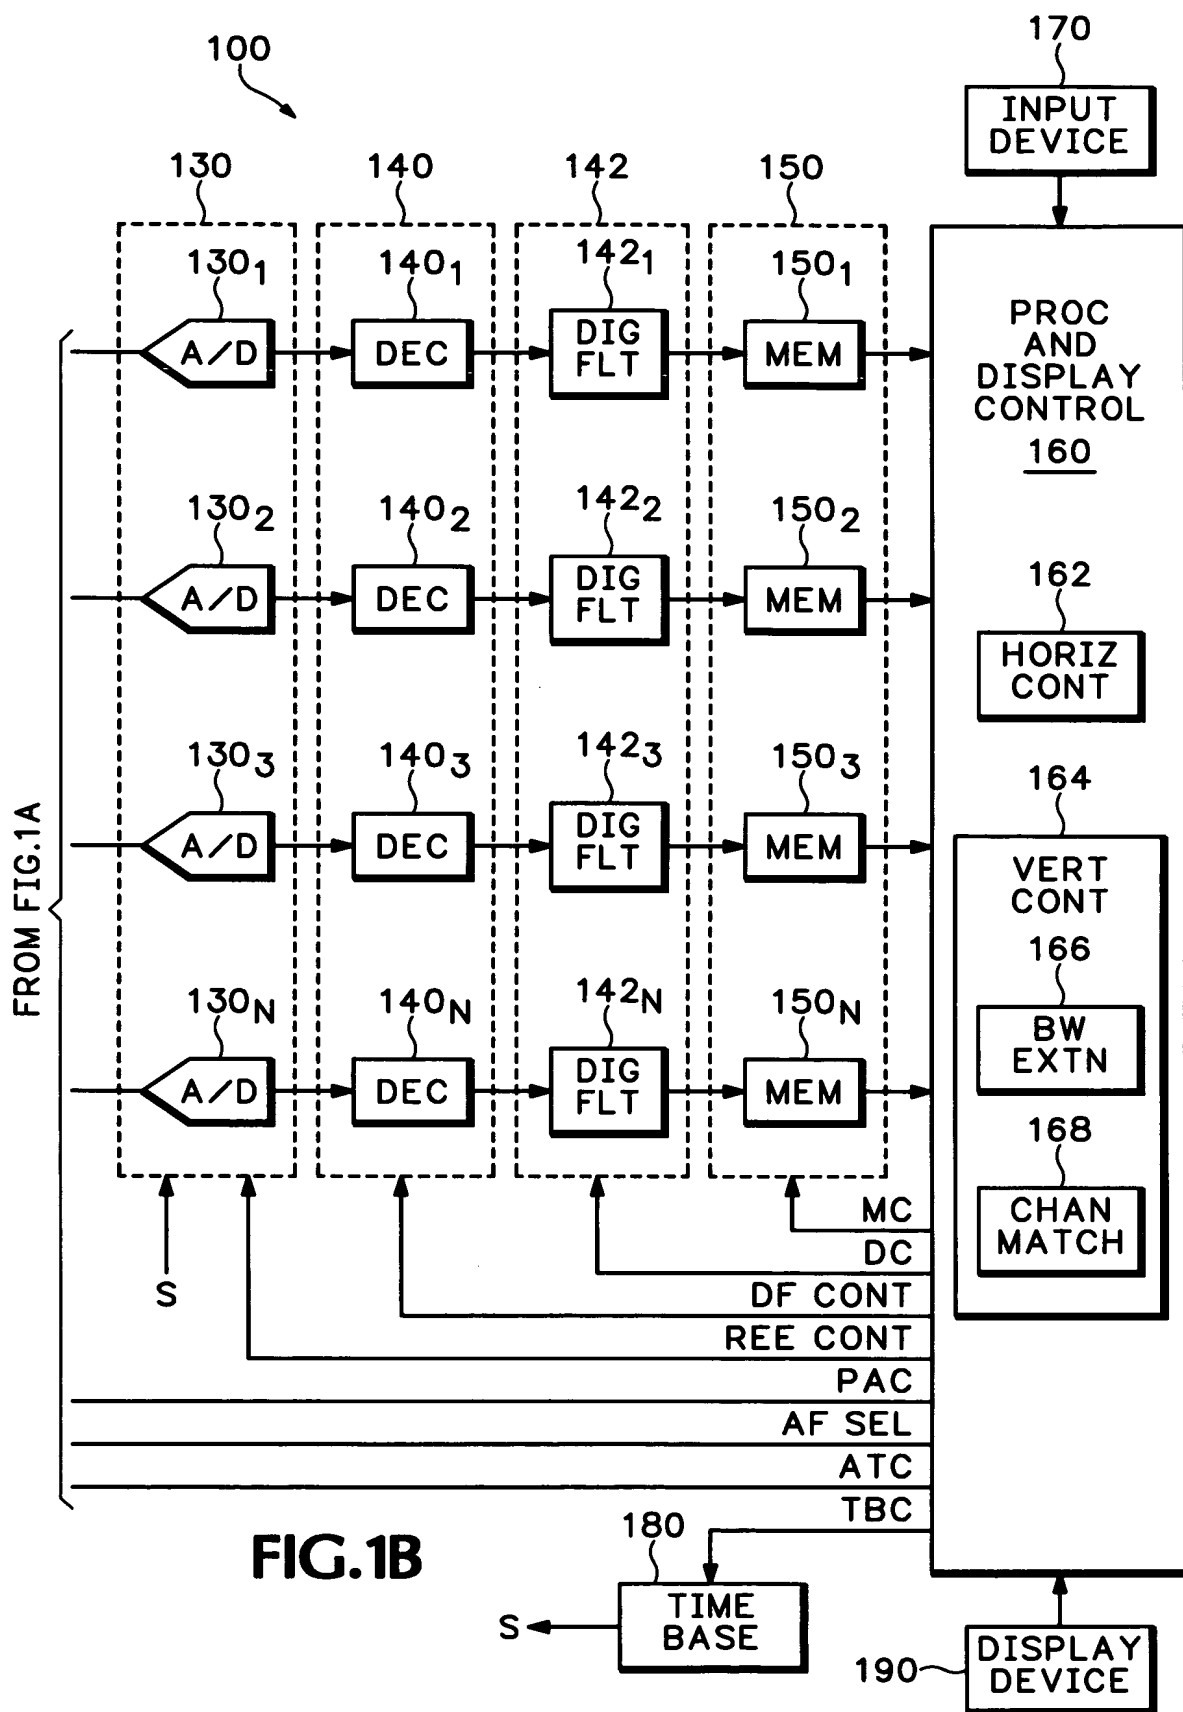 100
170
INPUT
DEVICE
130
140
142
150
130₁
140₁
142₁
150₁
A/D
DEC
DIG
FLT
MEM
PROC
AND
DISPLAY
CONTROL
160
130₂
140₂
142₂
150₂
A/D
DEC
DIG
FLT
MEM
162
HORIZ
CONT
130₃
140₃
142₃
150₃
A/D
DEC
DIG
FLT
MEM
164
VERT
CONT
FROM FIG.1A
166
BW
EXTN
130N
140N
142N
150N
A/D
DEC
DIG
FLT
MEM
168
CHAN
MATCH
S
MC
DC
DF CONT
REE CONT
PAC
AF SEL
ATC
TBC
FIG.1B
180
TIME
BASE
S
190
DISPLAY
DEVICE